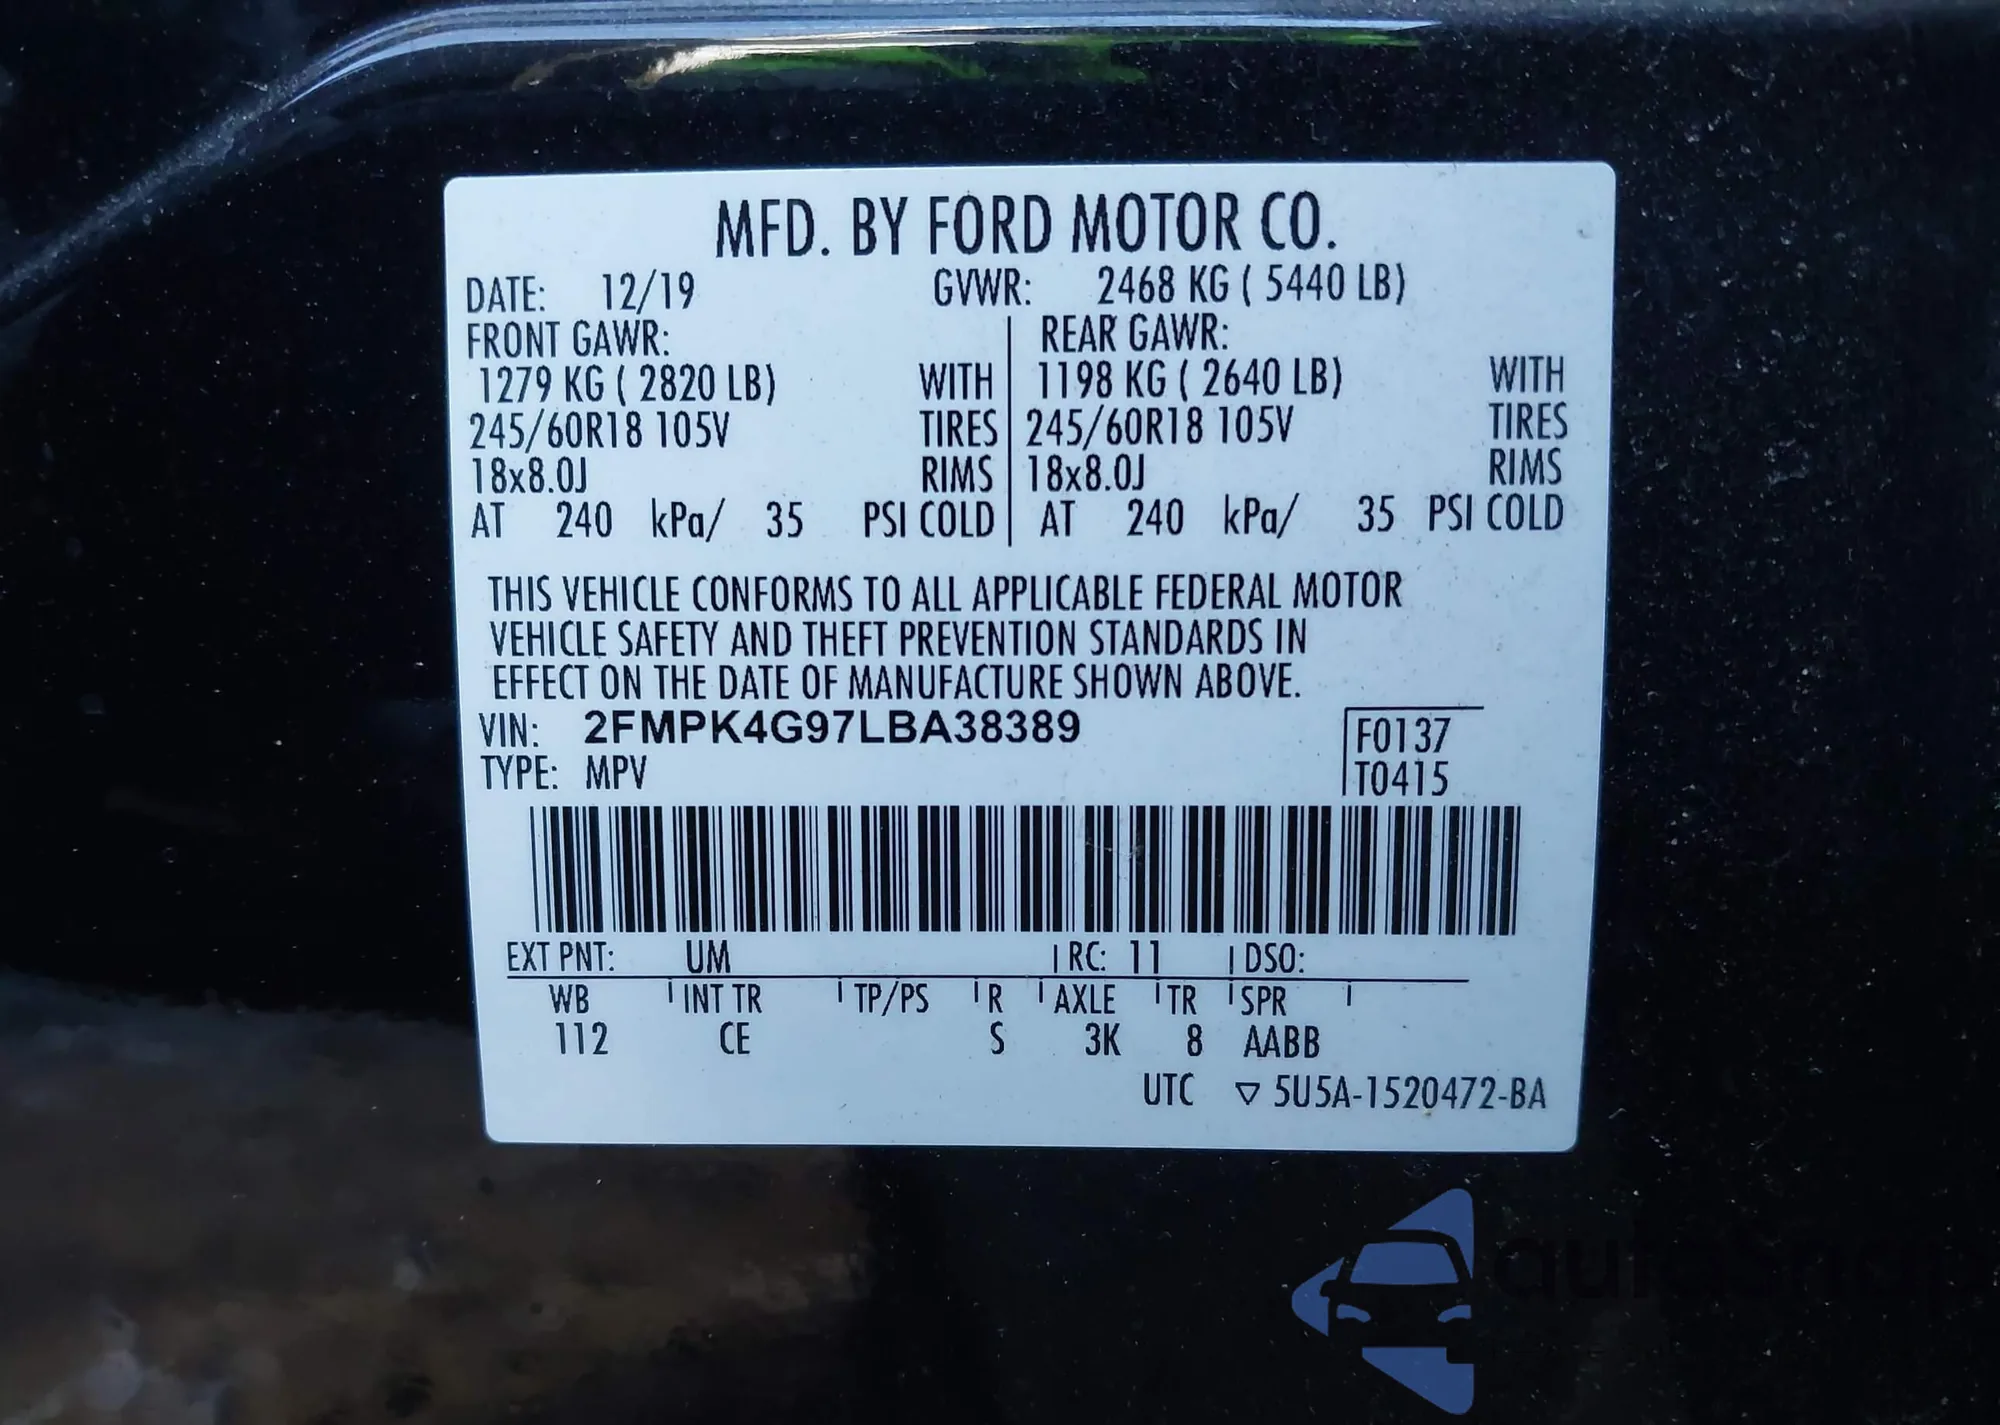 MFD. BY FORD MOTOR CO.
DATE: 12/19 GVWR: 2468 KG ( 5440 LB)
FRONT GAWR: REAR GAWR:
1279 KG ( 2820 LB) WITH 1198 KG ( 2640 LB) WITH
245/60R18 105V TIRES 245/60R18 105V TIRES
18x8.0J RIMS 18x8.0J RIMS
AT 240 kPa/ 35 PSI COLD AT 240 kPa/ 35 PSI COLD
THIS VEHICLE CONFORMS TO ALL APPLICABLE FEDERAL MOTOR
VEHICLE SAFETY AND THEFT PREVENTION STANDARDS IN
EFFECT ON THE DATE OF MANUFACTURE SHOWN ABOVE.
VIN: 2FMPK4G97LBA38389 F0137
TYPE: MPV T0415
EXT PNT: UM RC: 11 DSO:
WB INT TR TP/PS R AXLE TR SPR
112 CE S 3K 8 AABB
UTC ▽ 5U5A-1520472-BA